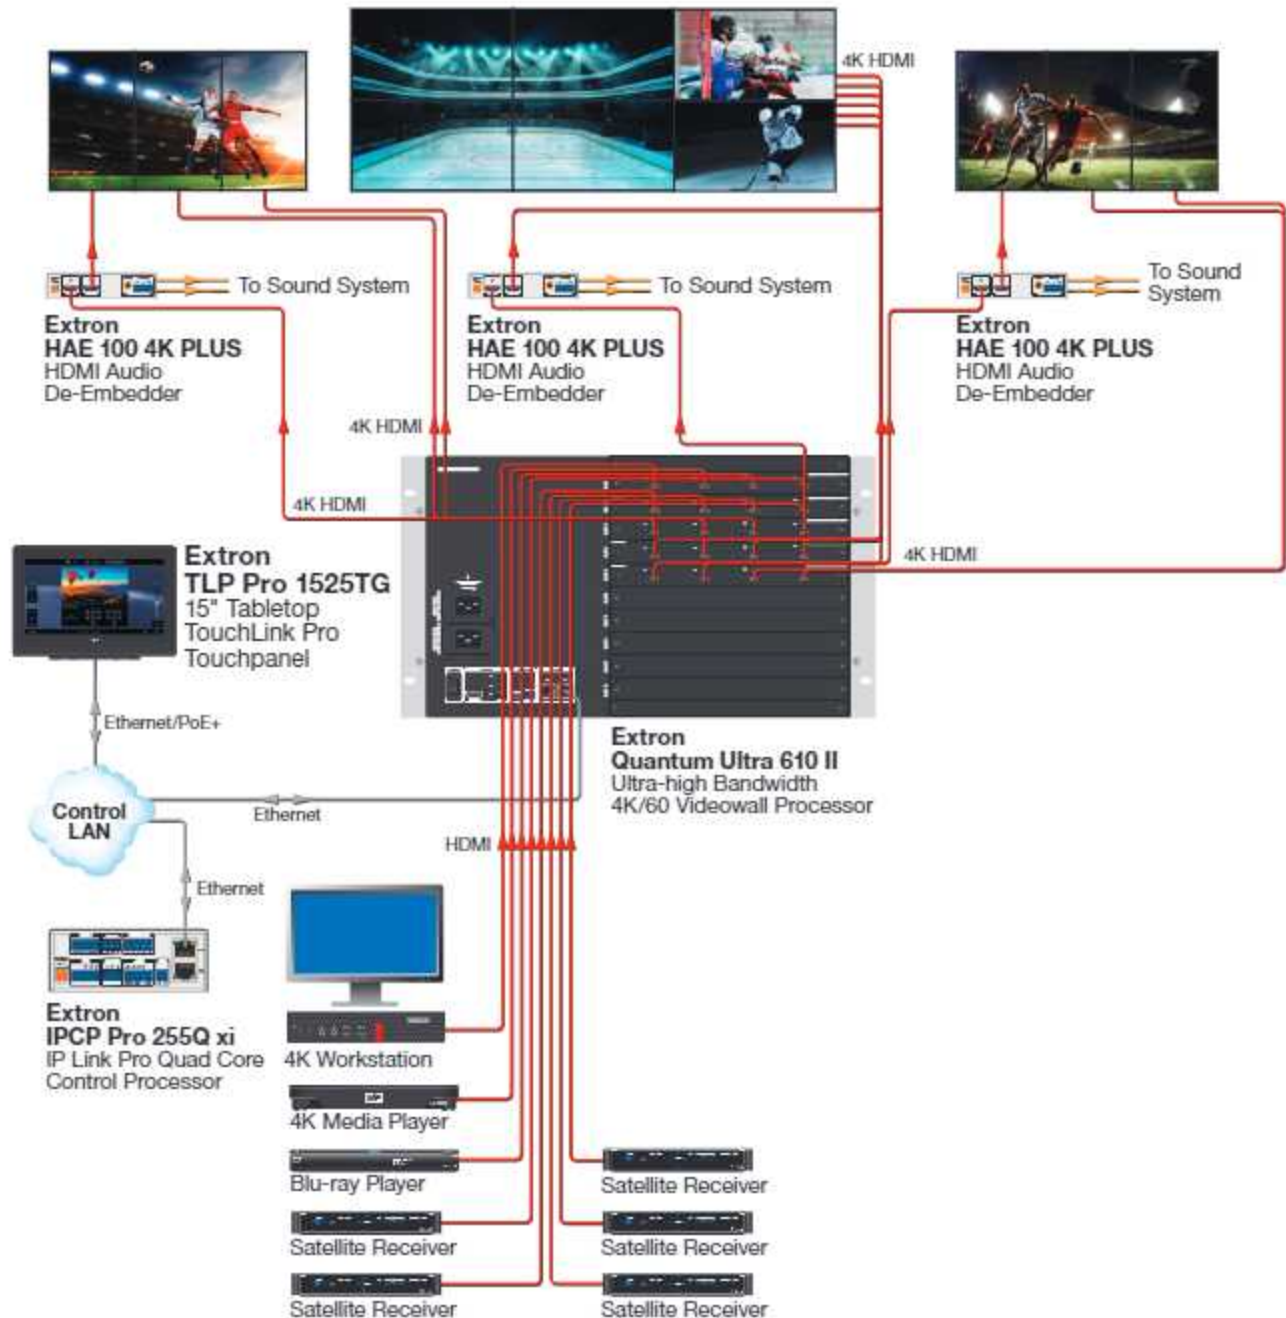 4K HDMI
To Sound System
To Sound System
To Sound
System
Extron
HAE 100 4K PLUS
HDMI Audio
De-Embedder
Extron
HAE 100 4K PLUS
HDMI Audio
De-Embedder
Extron
HAE 100 4K PLUS
HDMI Audio
De-Embedder
4K HDMI
4K HDMI
4K HDMI
Extron
TLP Pro 1525TG
15" Tabletop
TouchLink Pro
Touchpanel
Ethernet/PoE+
Extron
Quantum Ultra 610 II
Ultra-high Bandwidth
4K/60 Videowall Processor
Control
LAN
Ethernet
HDMI
Ethernet
Extron
IPCP Pro 255Q xi
IP Link Pro Quad Core
Control Processor
4K Workstation
4K Media Player
Blu-ray Player
Satellite Receiver
Satellite Receiver
Satellite Receiver
Satellite Receiver
Satellite Receiver